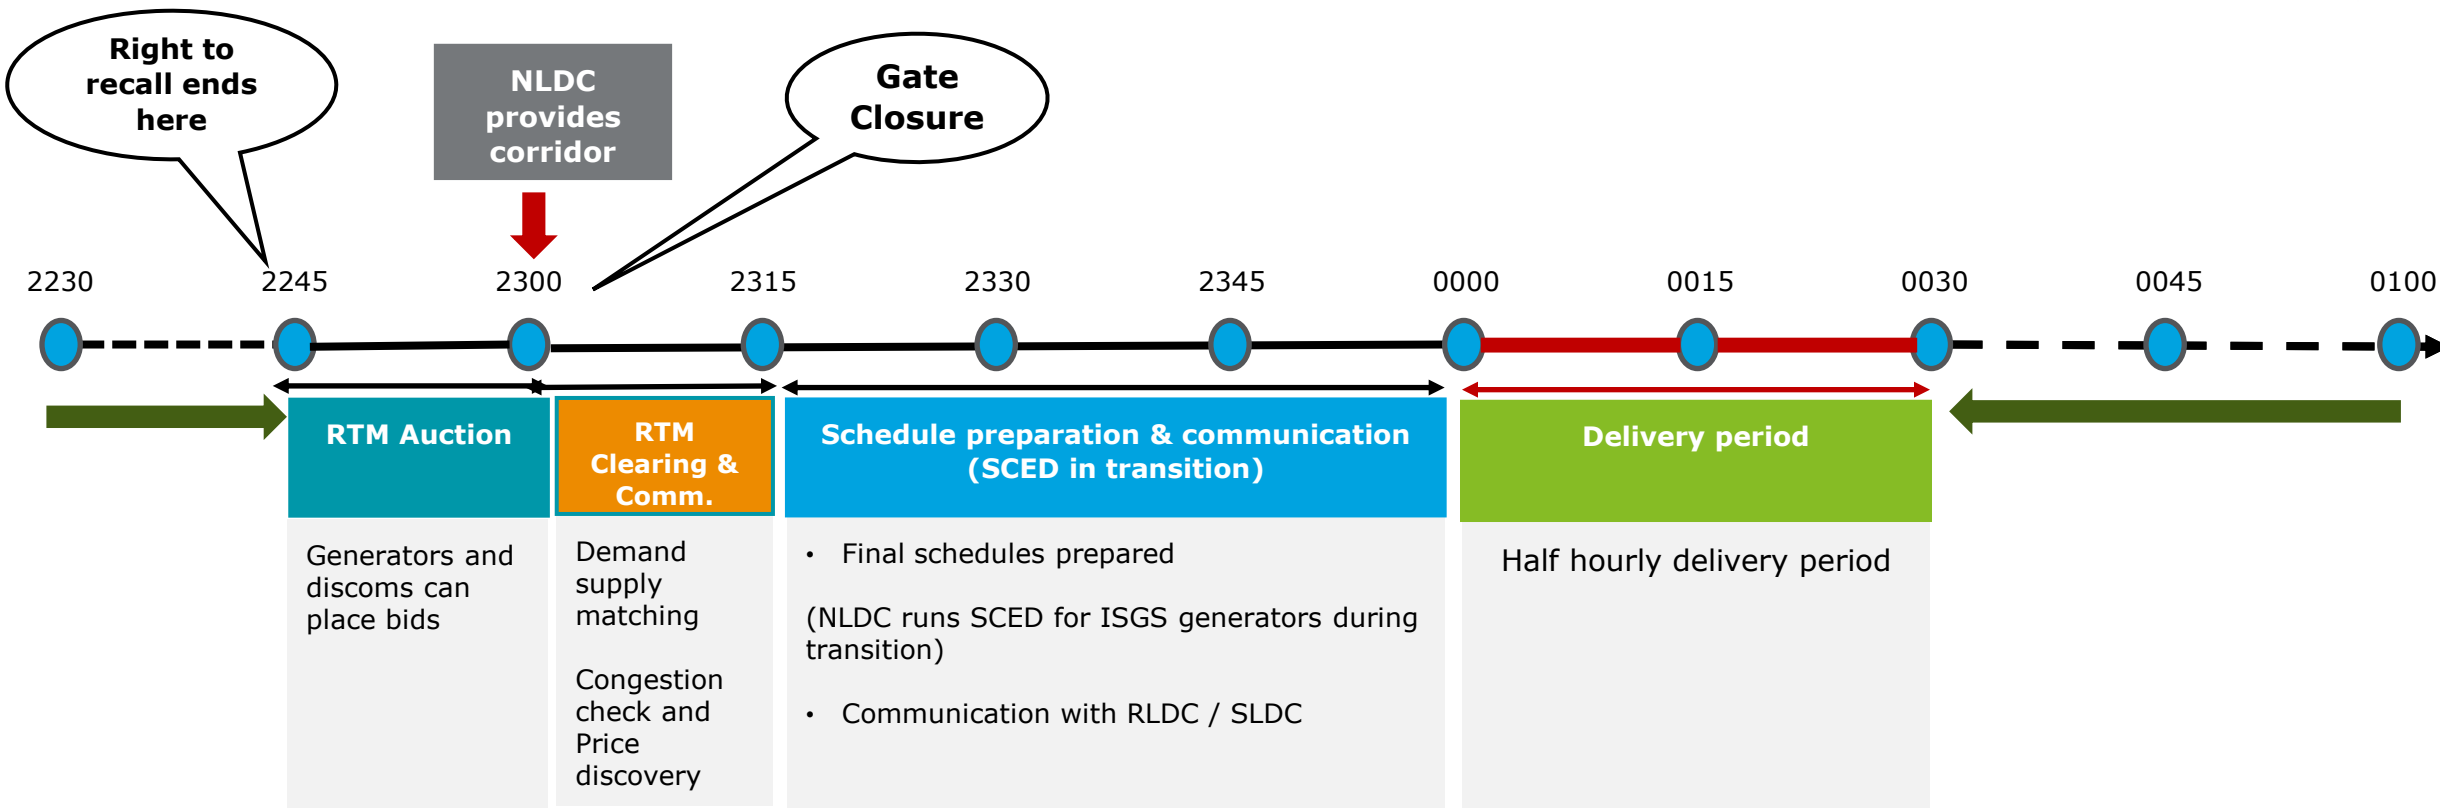 Right to
recall ends
here
NLDC
provides
corridor
Gate
Closure
2230
2245
2300
2315
2330
2345
0000
0015
0030
0045
0100
RTM Auction
RTM
Clearing &
Comm.
Schedule preparation & communication
(SCED in transition)
Delivery period
Generators and
discoms can
place bids
Demand
supply
matching
Congestion
check and
Price
discovery
• Final schedules prepared
(NLDC runs SCED for ISGS generators during
transition)
• Communication with RLDC / SLDC
Half hourly delivery period